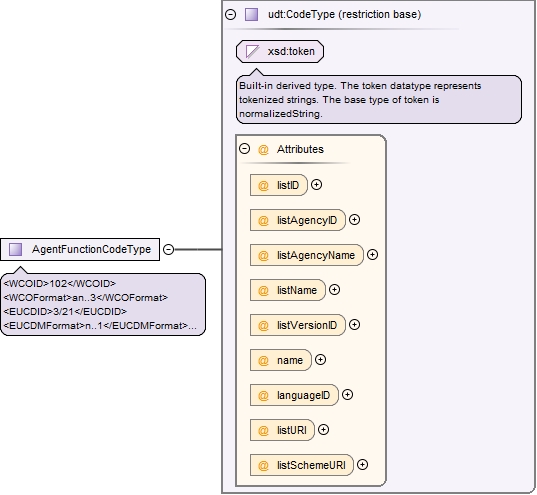 udt:CodeType (restriction base)
xsd:token
Built-in derived type. The token datatype represents
tokenized strings. The base type of token is
normalizedString.
@ Attributes
@ listID
@ listAgencyID
@ listAgencyName
@ listName
@ listVersionID
@ name
@ languageID
@ listURI
@ listSchemeURI
AgentFunctionCodeType
<WCOID>102</WCOID>
<WCOFormat>an..3</WCOFormat>
<EUCDID>3/21</EUCDID>
<EUCDMFormat>n..1</EUCDMFormat>...